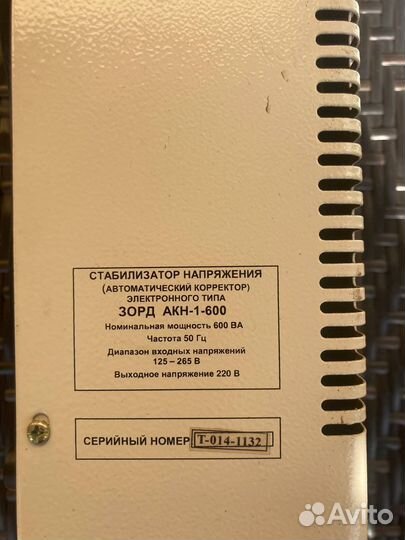 СТАБИЛИЗАТОР НАПРЯЖЕНИЯ
(АВТОМАТИЧЕСКИЙ КОРРЕКТОР)
ЭЛЕКТРОННОГО ТИПА
ЗОРД АКН-1-600
Номинальная мощность 600 ВА
Частота 50 Гц
Диапазон входных напряжений
125 – 265 В
Выходное напряжение 220 В
СЕРИЙНЫЙ НОМЕР Т-014-1132
Avito